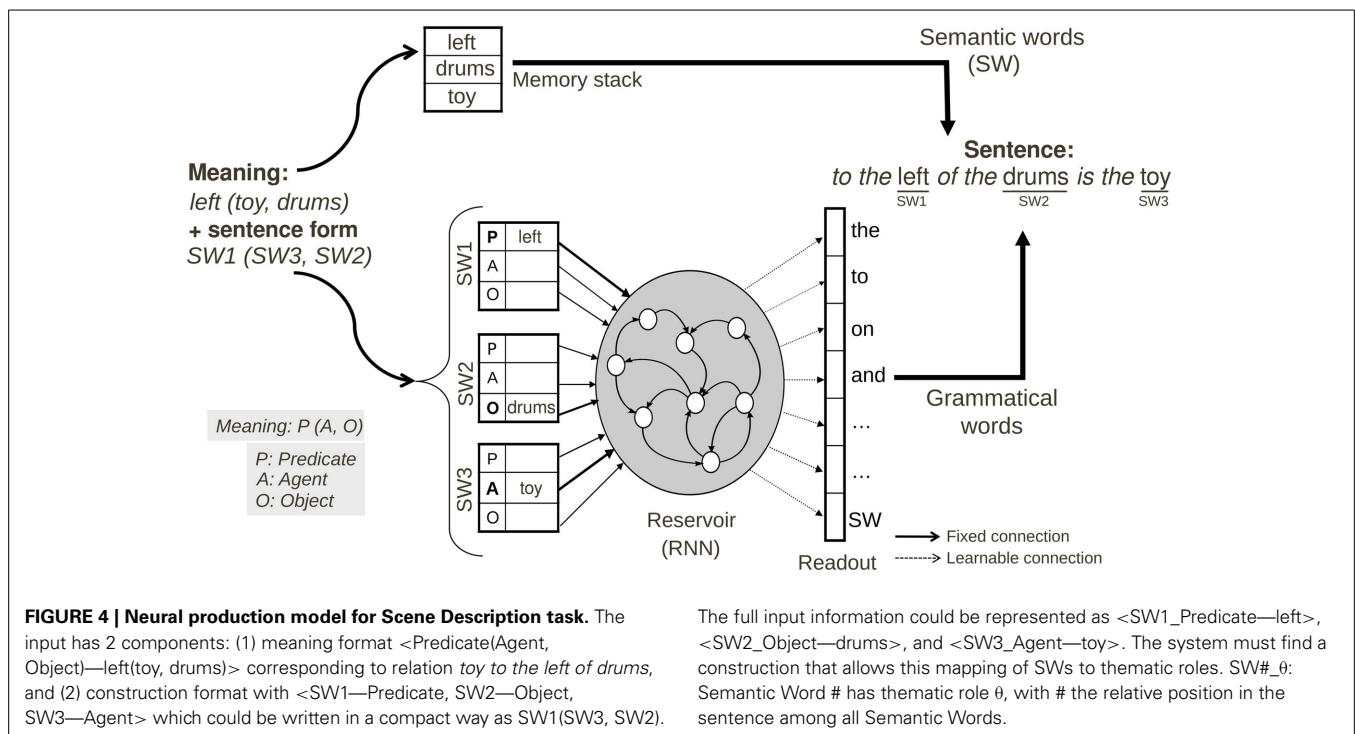 left
drums
toy
Memory stack
Semantic words
(SW)
Meaning:
left (toy, drums)
+ sentence form
SW1 (SW3, SW2)
Sentence:
to the left of the drums is the toy
SW1 SW2 SW3
SW1
P left
A
O
SW2
P
A
O drums
SW3
P
A toy
O
Meaning: P (A, O)
P: Predicate
A: Agent
O: Object
Reservoir
(RNN)
the
to
on
and
...
...
SW
Readout
Grammatical
words
Fixed connection
Learnable connection
FIGURE 4 | Neural production model for Scene Description task. The
input has 2 components: (1) meaning format <Predicate(Agent,
Object)—left(toy, drums)> corresponding to relation toy to the left of drums,
and (2) construction format with <SW1—Predicate, SW2—Object,
SW3—Agent> which could be written in a compact way as SW1(SW3, SW2).
The full input information could be represented as <SW1_Predicate—left>,
<SW2_Object—drums>, and <SW3_Agent—toy>. The system must find a
construction that allows this mapping of SWs to thematic roles. SW#_θ:
Semantic Word # has thematic role θ, with # the relative position in the
sentence among all Semantic Words.